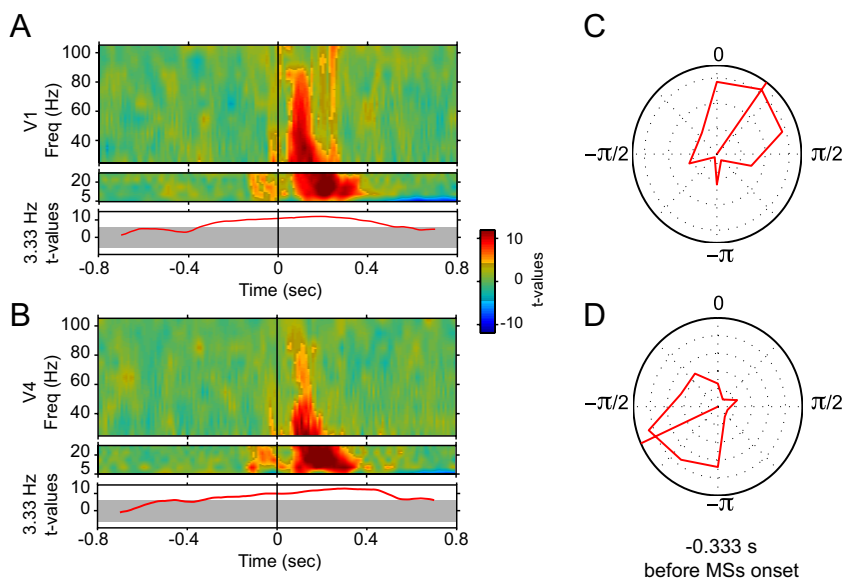 A
V1
Freq (Hz)
100
80
60
40
20
5
3.33 Hz
t-values
10
0
-0.8
-0.4
0
0.4
0.8
Time (sec)
10
0
-10
t-values
B
V4
Freq (Hz)
100
80
60
40
20
5
3.33 Hz
t-values
10
0
-0.8
-0.4
0
0.4
0.8
Time (sec)
C
0
−π/2
π/2
−π
D
0
−π/2
π/2
−π
-0.333 s
before MSs onset